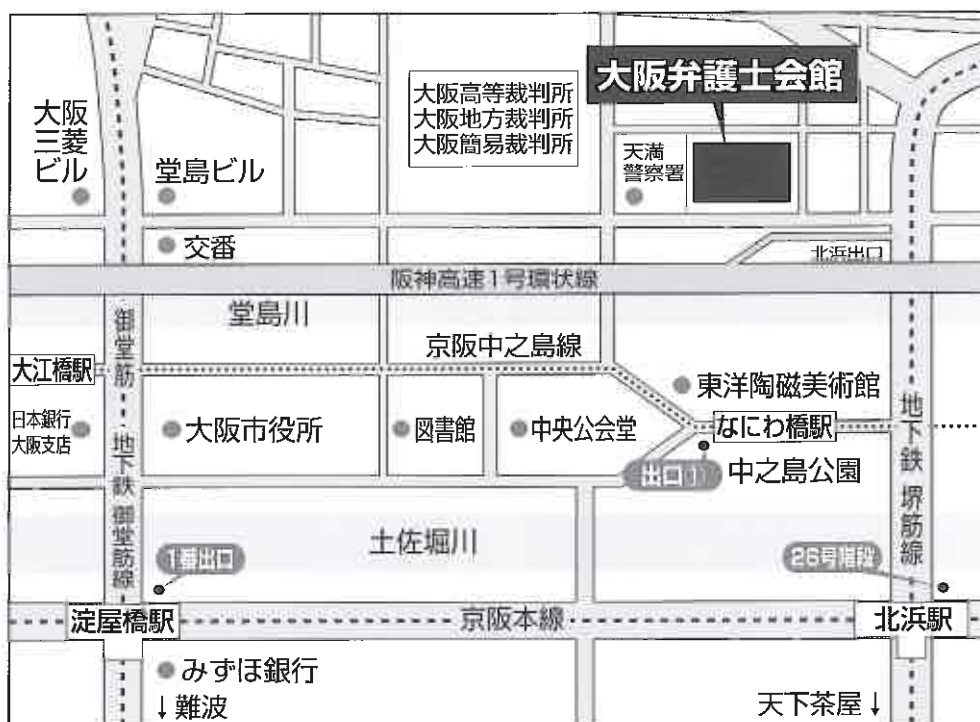 大阪弁護士会館
大阪高等裁判所
大阪地方裁判所
大阪簡易裁判所
大阪
三菱
ビル
堂島ビル
天満
警察署
交番
北浜出口
阪神高速1号環状線
堂島川
御堂筋
京阪中之島線
大江橋駅
東洋陶磁美術館
日本銀行
大阪支店
大阪市役所
図書館
中央公会堂
なにわ橋駅
出口①
中之島公園
地下鉄 御堂筋線
地下鉄 堺筋線
土佐堀川
1番出口
26号階段
淀屋橋駅
京阪本線
北浜駅
みずほ銀行
↓難波
天下茶屋↓